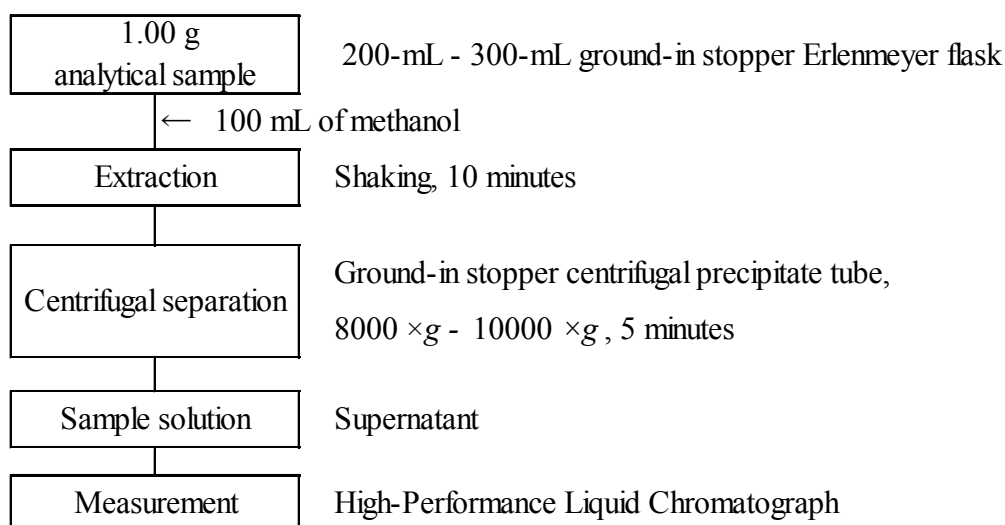 1.00 g
analytical sample
200-mL - 300-mL ground-in stopper Erlenmeyer flask
← 100 mL of methanol
Extraction
Shaking, 10 minutes
Centrifugal separation
Ground-in stopper centrifugal precipitate tube,
8000 ×g - 10000 ×g , 5 minutes
Sample solution
Supernatant
Measurement
High-Performance Liquid Chromatograph